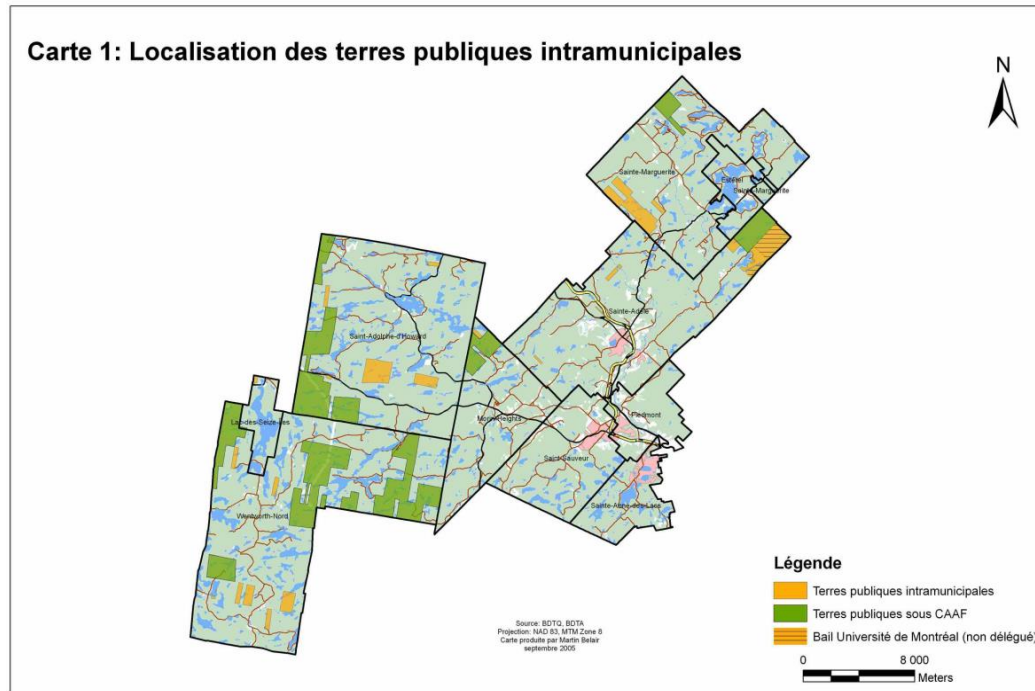 Carte 1: Localisation des terres publiques intramunicipales
N
Sainte-Marguerite
Estérel
Sainte-Marguerite
Sainte-Adèle
Saint-Adolphe-d'Howard
Morin-Heights
Piedmont
Lac-des-Seize-Iles
Saint-Sauveur
Sainte-Anne-des-Lacs
Wentworth-Nord
Légende
Terres publiques intramunicipales
Terres publiques sous CAAF
Bail Université de Montréal (non délégué)
Source: BDTQ, BDTA
Projection: NAD 83, MTM Zone 8
Carte produite par Martin Belair
septembre 2005
0 8 000
Meters